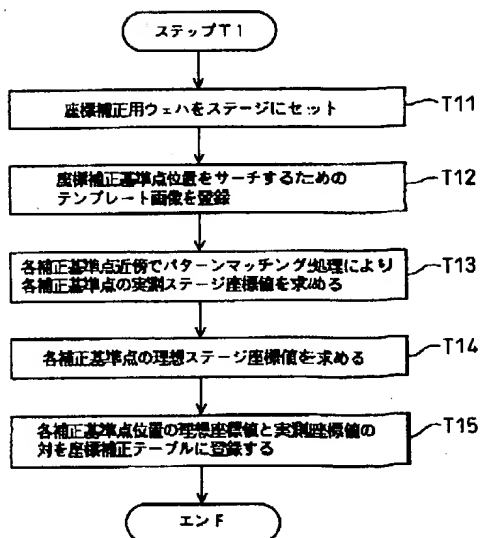 ステップT1
座標補正用ウェハをステージにセット
T11
座標補正基準点位置をサーチするための
テンプレート画像を登録
T12
各補正基準点近傍でパターンマッチング処理により
各補正基準点の実測ステージ座標値を求める
T13
各補正基準点の理想ステージ座標値を求める
T14
各補正基準点位置の理想座標値と実測座標値の
対を座標補正テーブルに登録する
T15
エンド